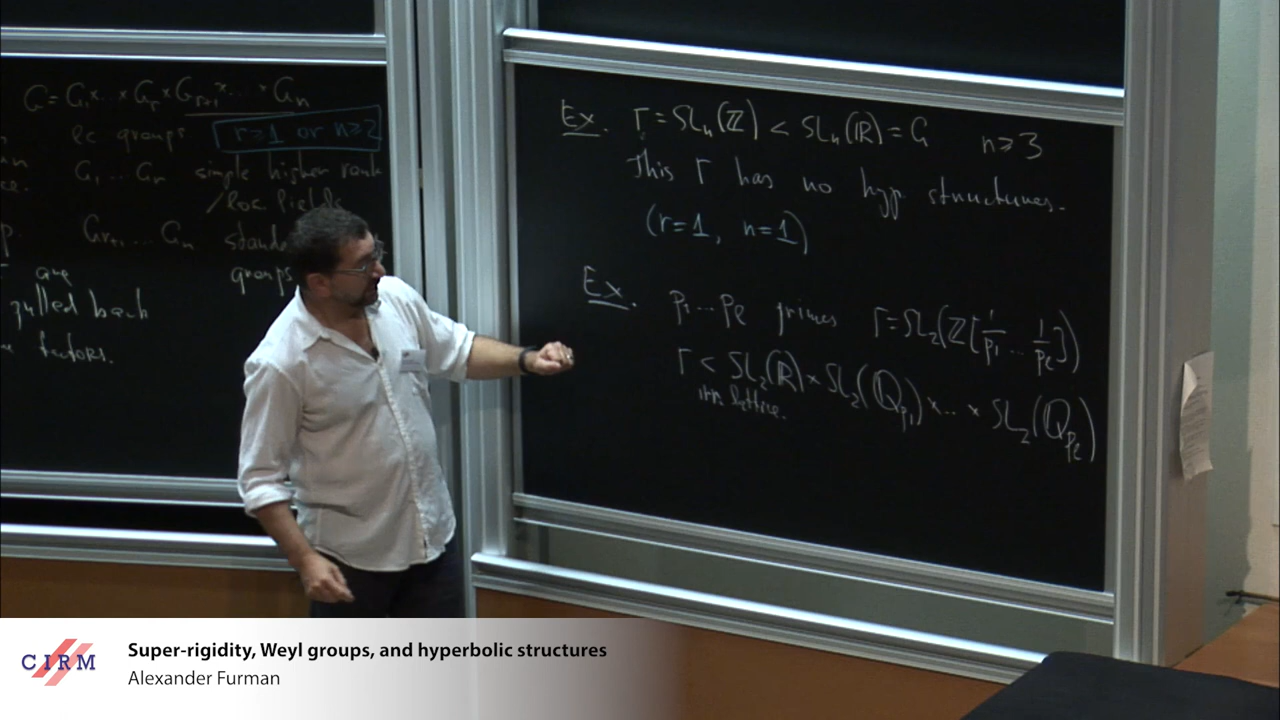 G = G₁×...×Gᵣ×Gᵣ₊₁×...×Gₙ
lc groups. r≥1 or n≥2
G₁...Gᵣ simple higher rank
/loc. fields
Gᵣ₊₁...Gₙ
groups
are
pulled back
factors.
Ex. Γ = SLₙ(ℤ) < SLₙ(ℝ) = G n≥3
This Γ has no hyp structures.
(r=1, n=1)
Ex. p₁...pₗ primes Γ = SL₂(ℤ[1/p₁...1/pₗ])
Γ < SL₂(ℝ)×SL₂(ℚₚ₁)×...×SL₂(ℚₚₗ)
irr. lattice.
CIRM
Super-rigidity, Weyl groups, and hyperbolic structures
Alexander Furman